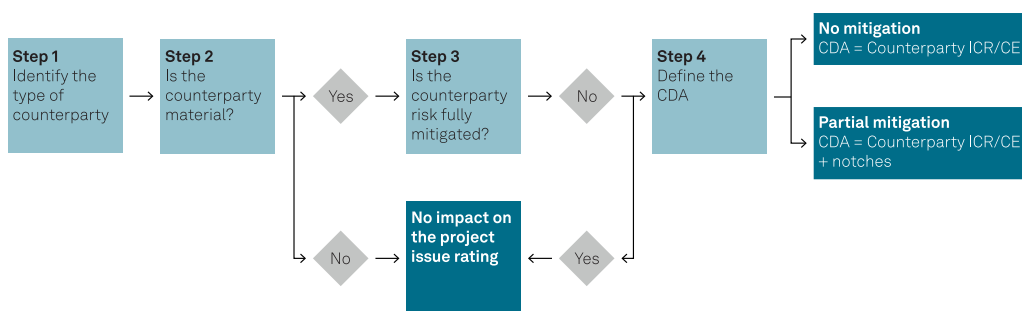 Step 1
Identify the
type of
counterparty
Step 2
Is the
counterparty
material?
Yes
Step 3
Is the
counterparty
risk fully
mitigated?
No
Step 4
Define the
CDA
No mitigation
CDA = Counterparty ICR/CE
Partial mitigation
CDA = Counterparty ICR/CE
+ notches
No
No impact on
the project
issue rating
Yes